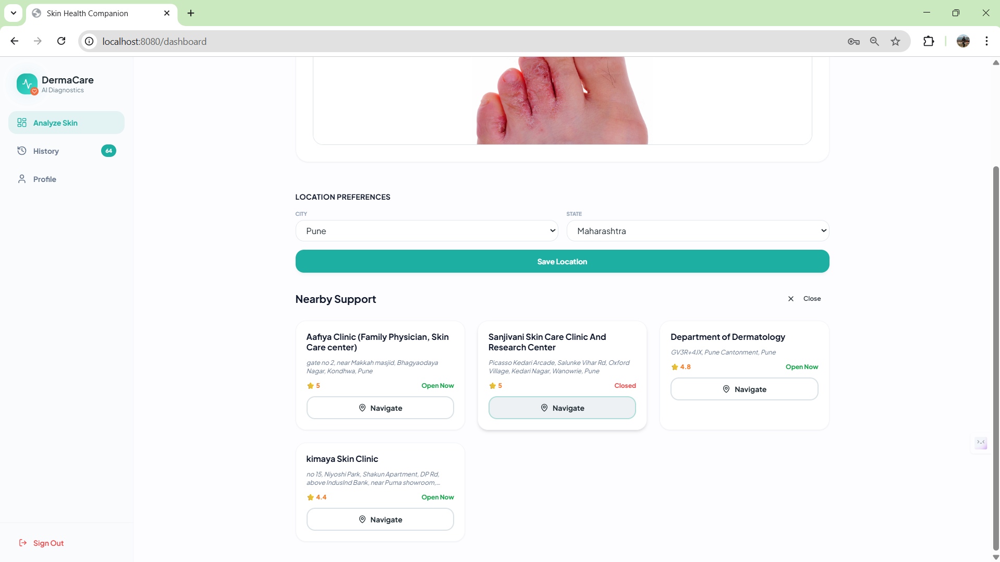 Skin Health Companion
localhost:8080/dashboard
DermaCare
AI Diagnostics
Analyze Skin
History 64
Profile
LOCATION PREFERENCES
CITY STATE
Pune Maharashtra
Save Location
Nearby Support Close
Aafiya Clinic (Family Physician, Skin
Care center)
gate no 2, near Makkah masjid, Bhagyaodaya
Nagar, Kondhwa, Pune
5 Open Now
Navigate
Sanjivani Skin Care Clinic And
Research Center
Picasso Kedari Arcade, Salunke Vihar Rd, Oxford
Village, Kedari Nagar, Wanowrie, Pune
5 Closed
Navigate
Department of Dermatology
GV3R+4JX, Pune Cantonment, Pune
4.8 Open Now
Navigate
kimaya Skin Clinic
no 15, Niyoshi Park, Shakun Apartment, DP Rd,
above IndusInd Bank, near Puma showroom,...
4.4 Open Now
Navigate
Sign Out